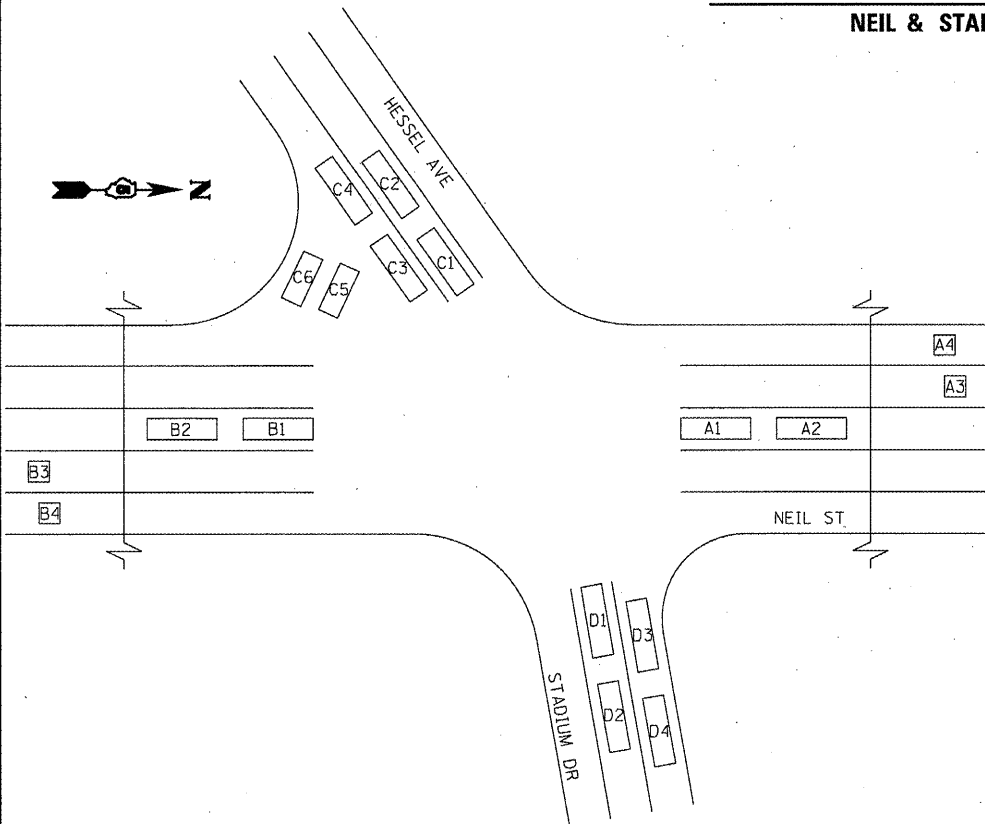 NEIL & STA
HESSEL AVE
C4
C2
N
C3
C1
C6
C5
A4
A3
B2
B1
A1
A2
B3
B4
NEIL ST
D1
D3
D2
D4
STADIUM DR